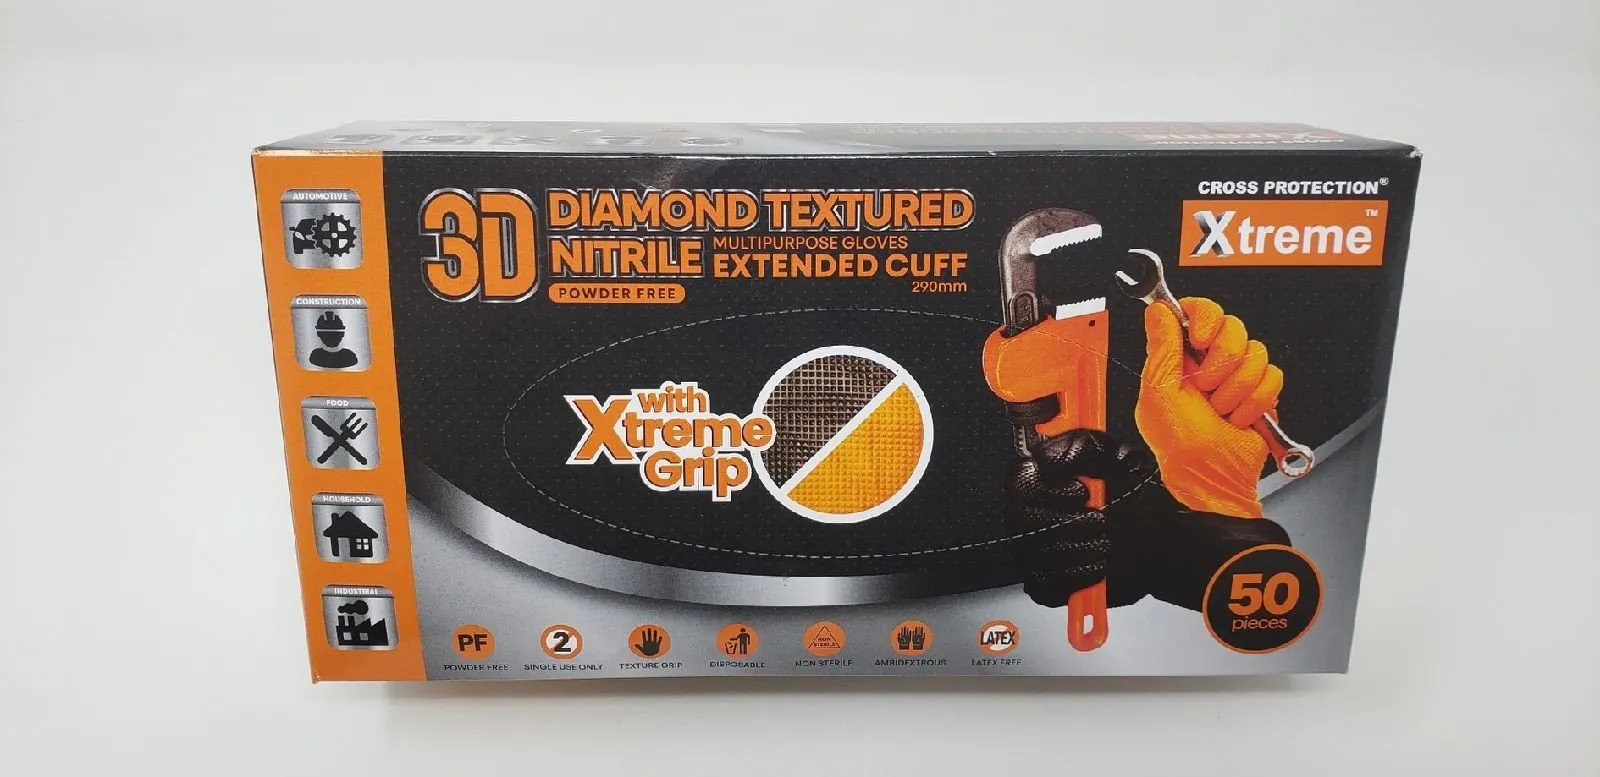 CROSS PROTECTION®
Xtreme™
3D
DIAMOND TEXTURED
NITRILE
MULTIPURPOSE GLOVES
EXTENDED CUFF
290mm
POWDER FREE
AUTOMOTIVE
CONSTRUCTION
FOOD
HOUSEHOLD
INDUSTRIAL
with
Xtreme
Grip
50
pieces
PF
POWDER FREE
2
SINGLE USE ONLY
TEXTURE GRIP
DISPOSABLE
NON STERILE
NON STERILE
AMBIDEXTROUS
LATEX
LATEX FREE